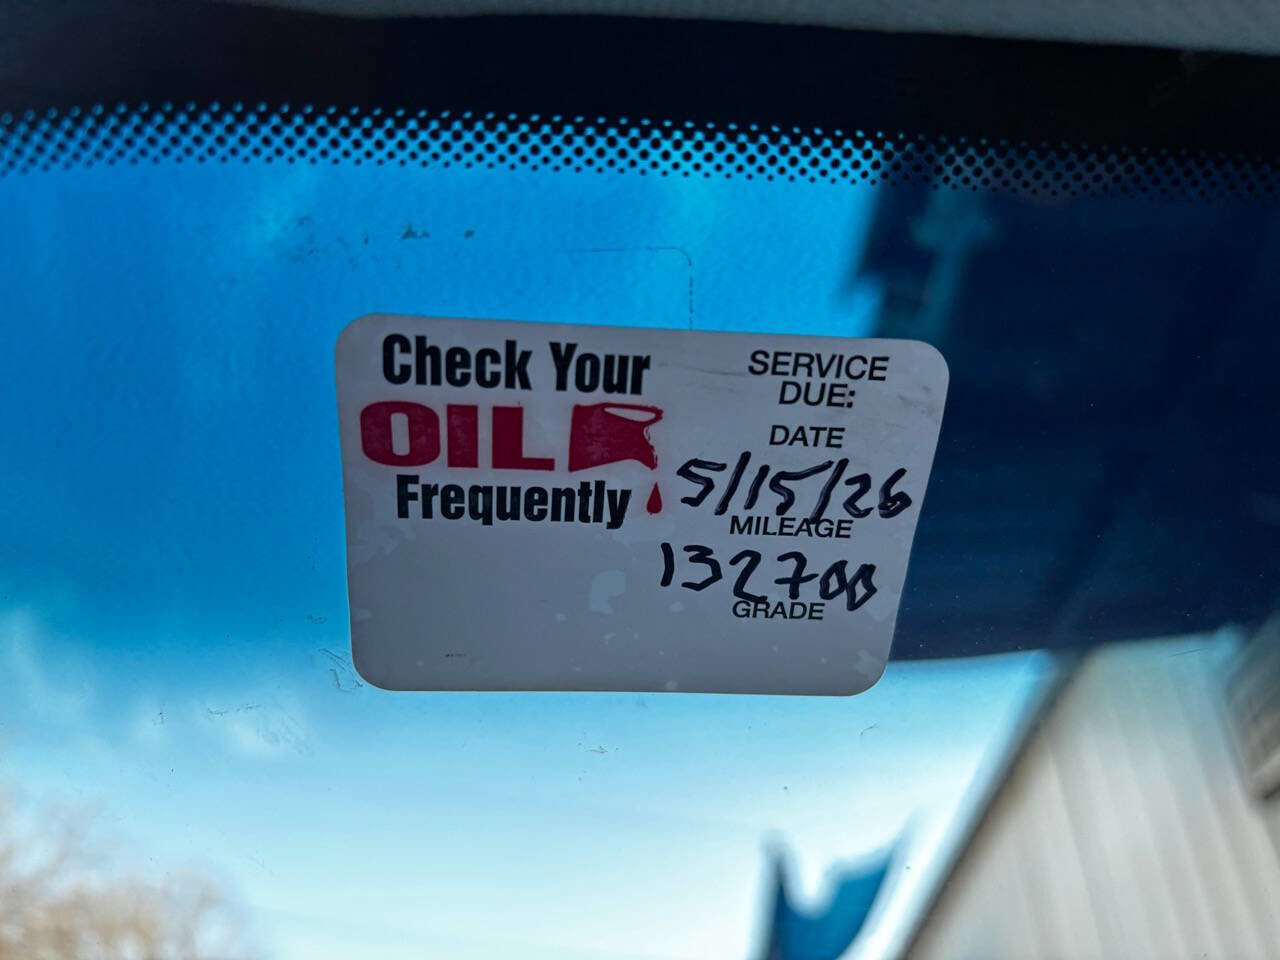 Check Your
OIL
Frequently
SERVICE
DUE:
DATE
5/15/26
MILEAGE
132700
GRADE